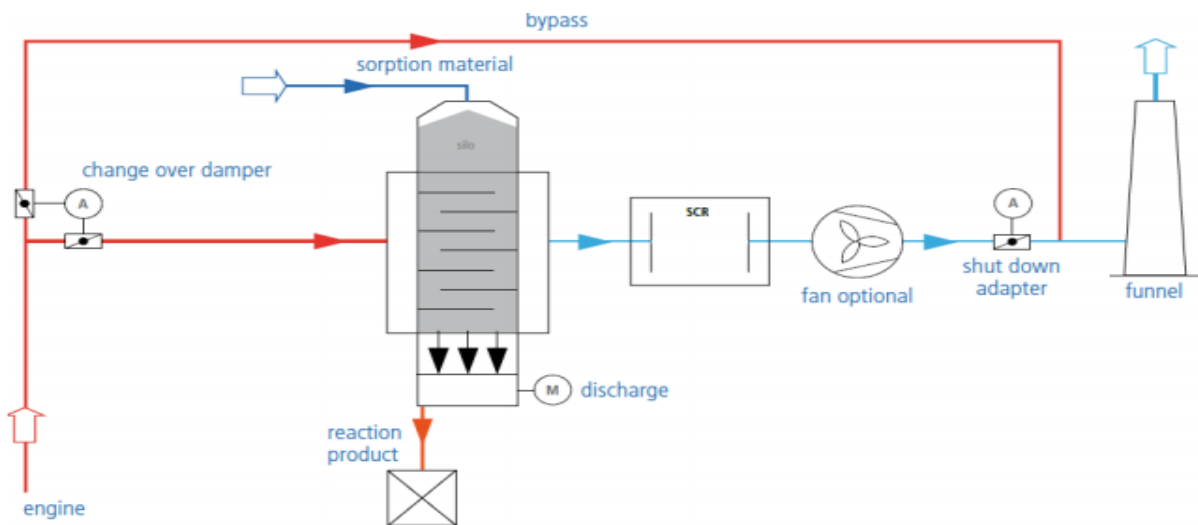 bypass
sorption material
silo
change over damper
A
SCR
A
fan optional
shut down
adapter
funnel
M
discharge
reaction
product
engine